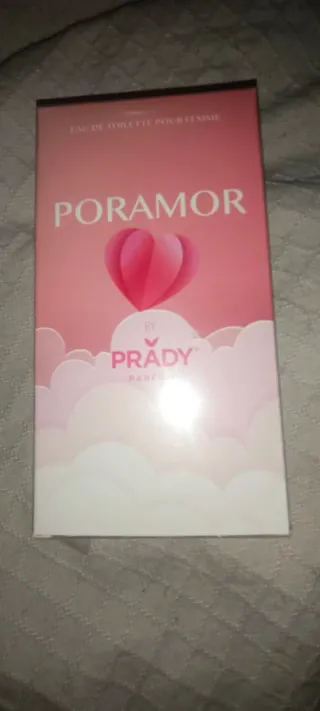 EAU DE TOILETTE POUR FEMME
PORAMOR
BY
PRADY